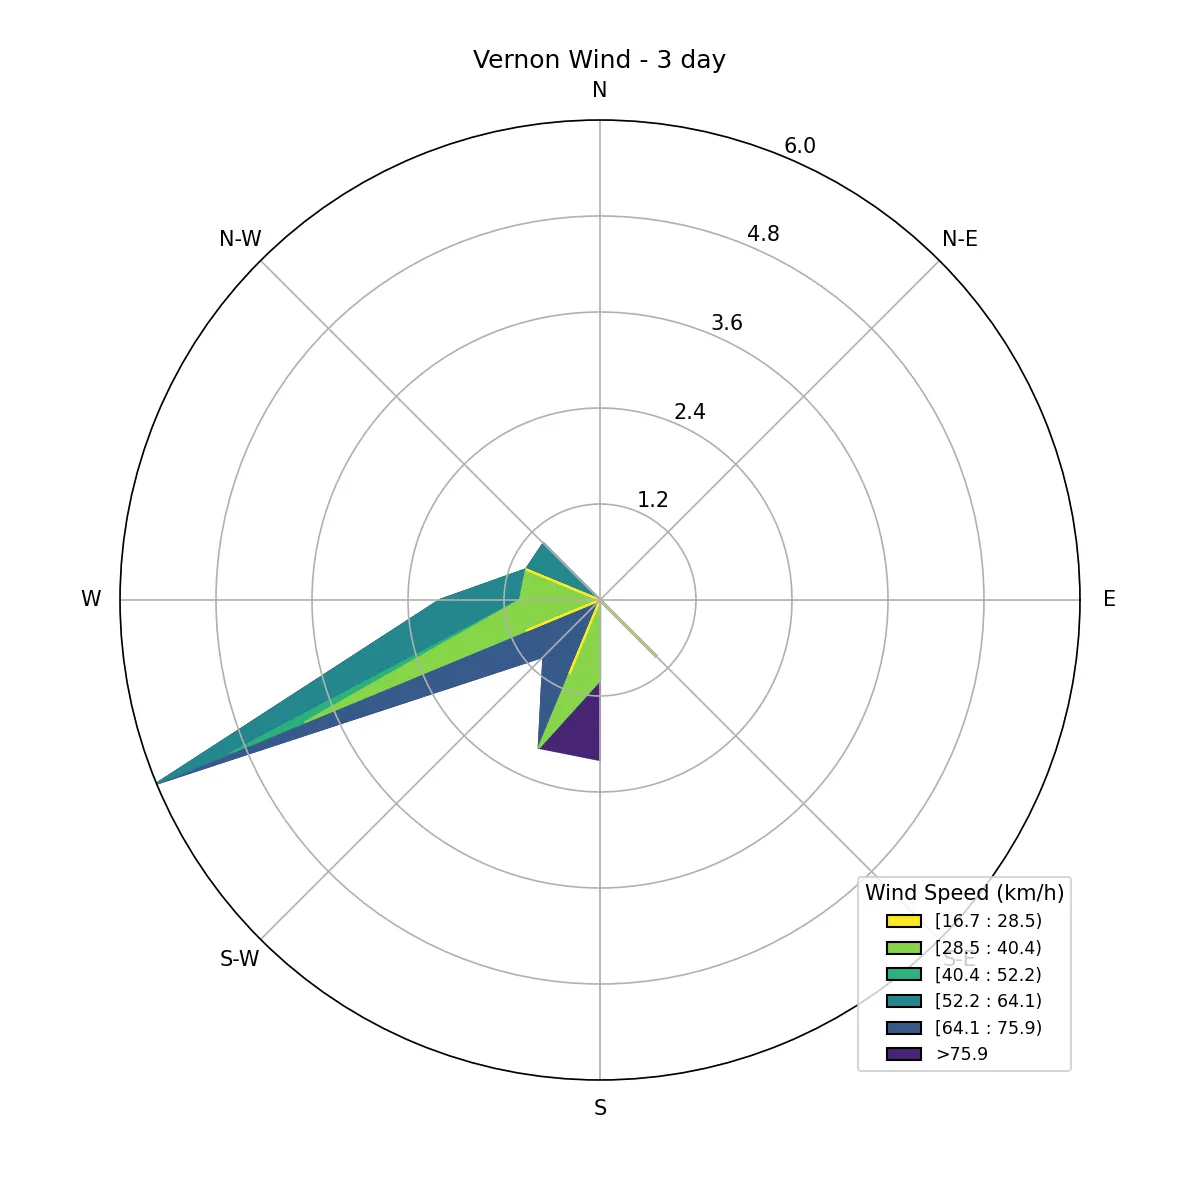 Vernon Wind - 3 day
N
6.0
N-W
N-E
4.8
3.6
2.4
1.2
W
E
S-W
S-E
S
Wind Speed (km/h)
[16.7 : 28.5)
[28.5 : 40.4)
[40.4 : 52.2)
[52.2 : 64.1)
[64.1 : 75.9)
>75.9